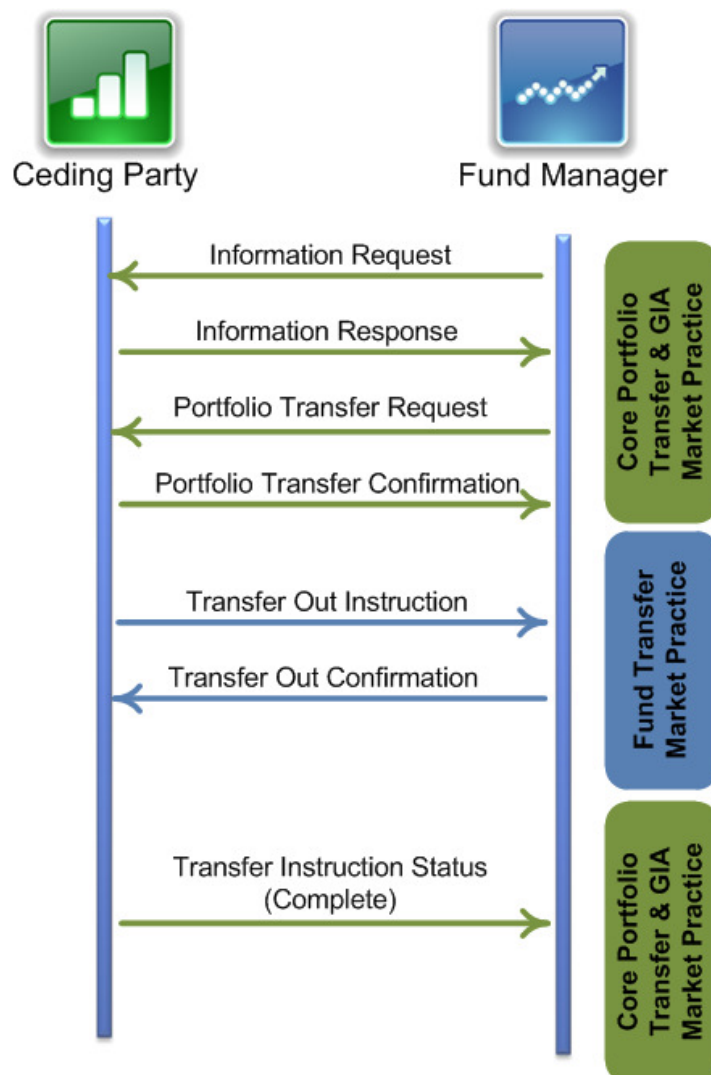 Ceding Party
Fund Manager
Information Request
Information Response
Portfolio Transfer Request
Portfolio Transfer Confirmation
Core Portfolio
Transfer & GIA
Market Practice
Transfer Out Instruction
Transfer Out Confirmation
Fund Transfer
Market Practice
Transfer Instruction Status
(Complete)
Core Portfolio
Transfer & GIA
Market Practice